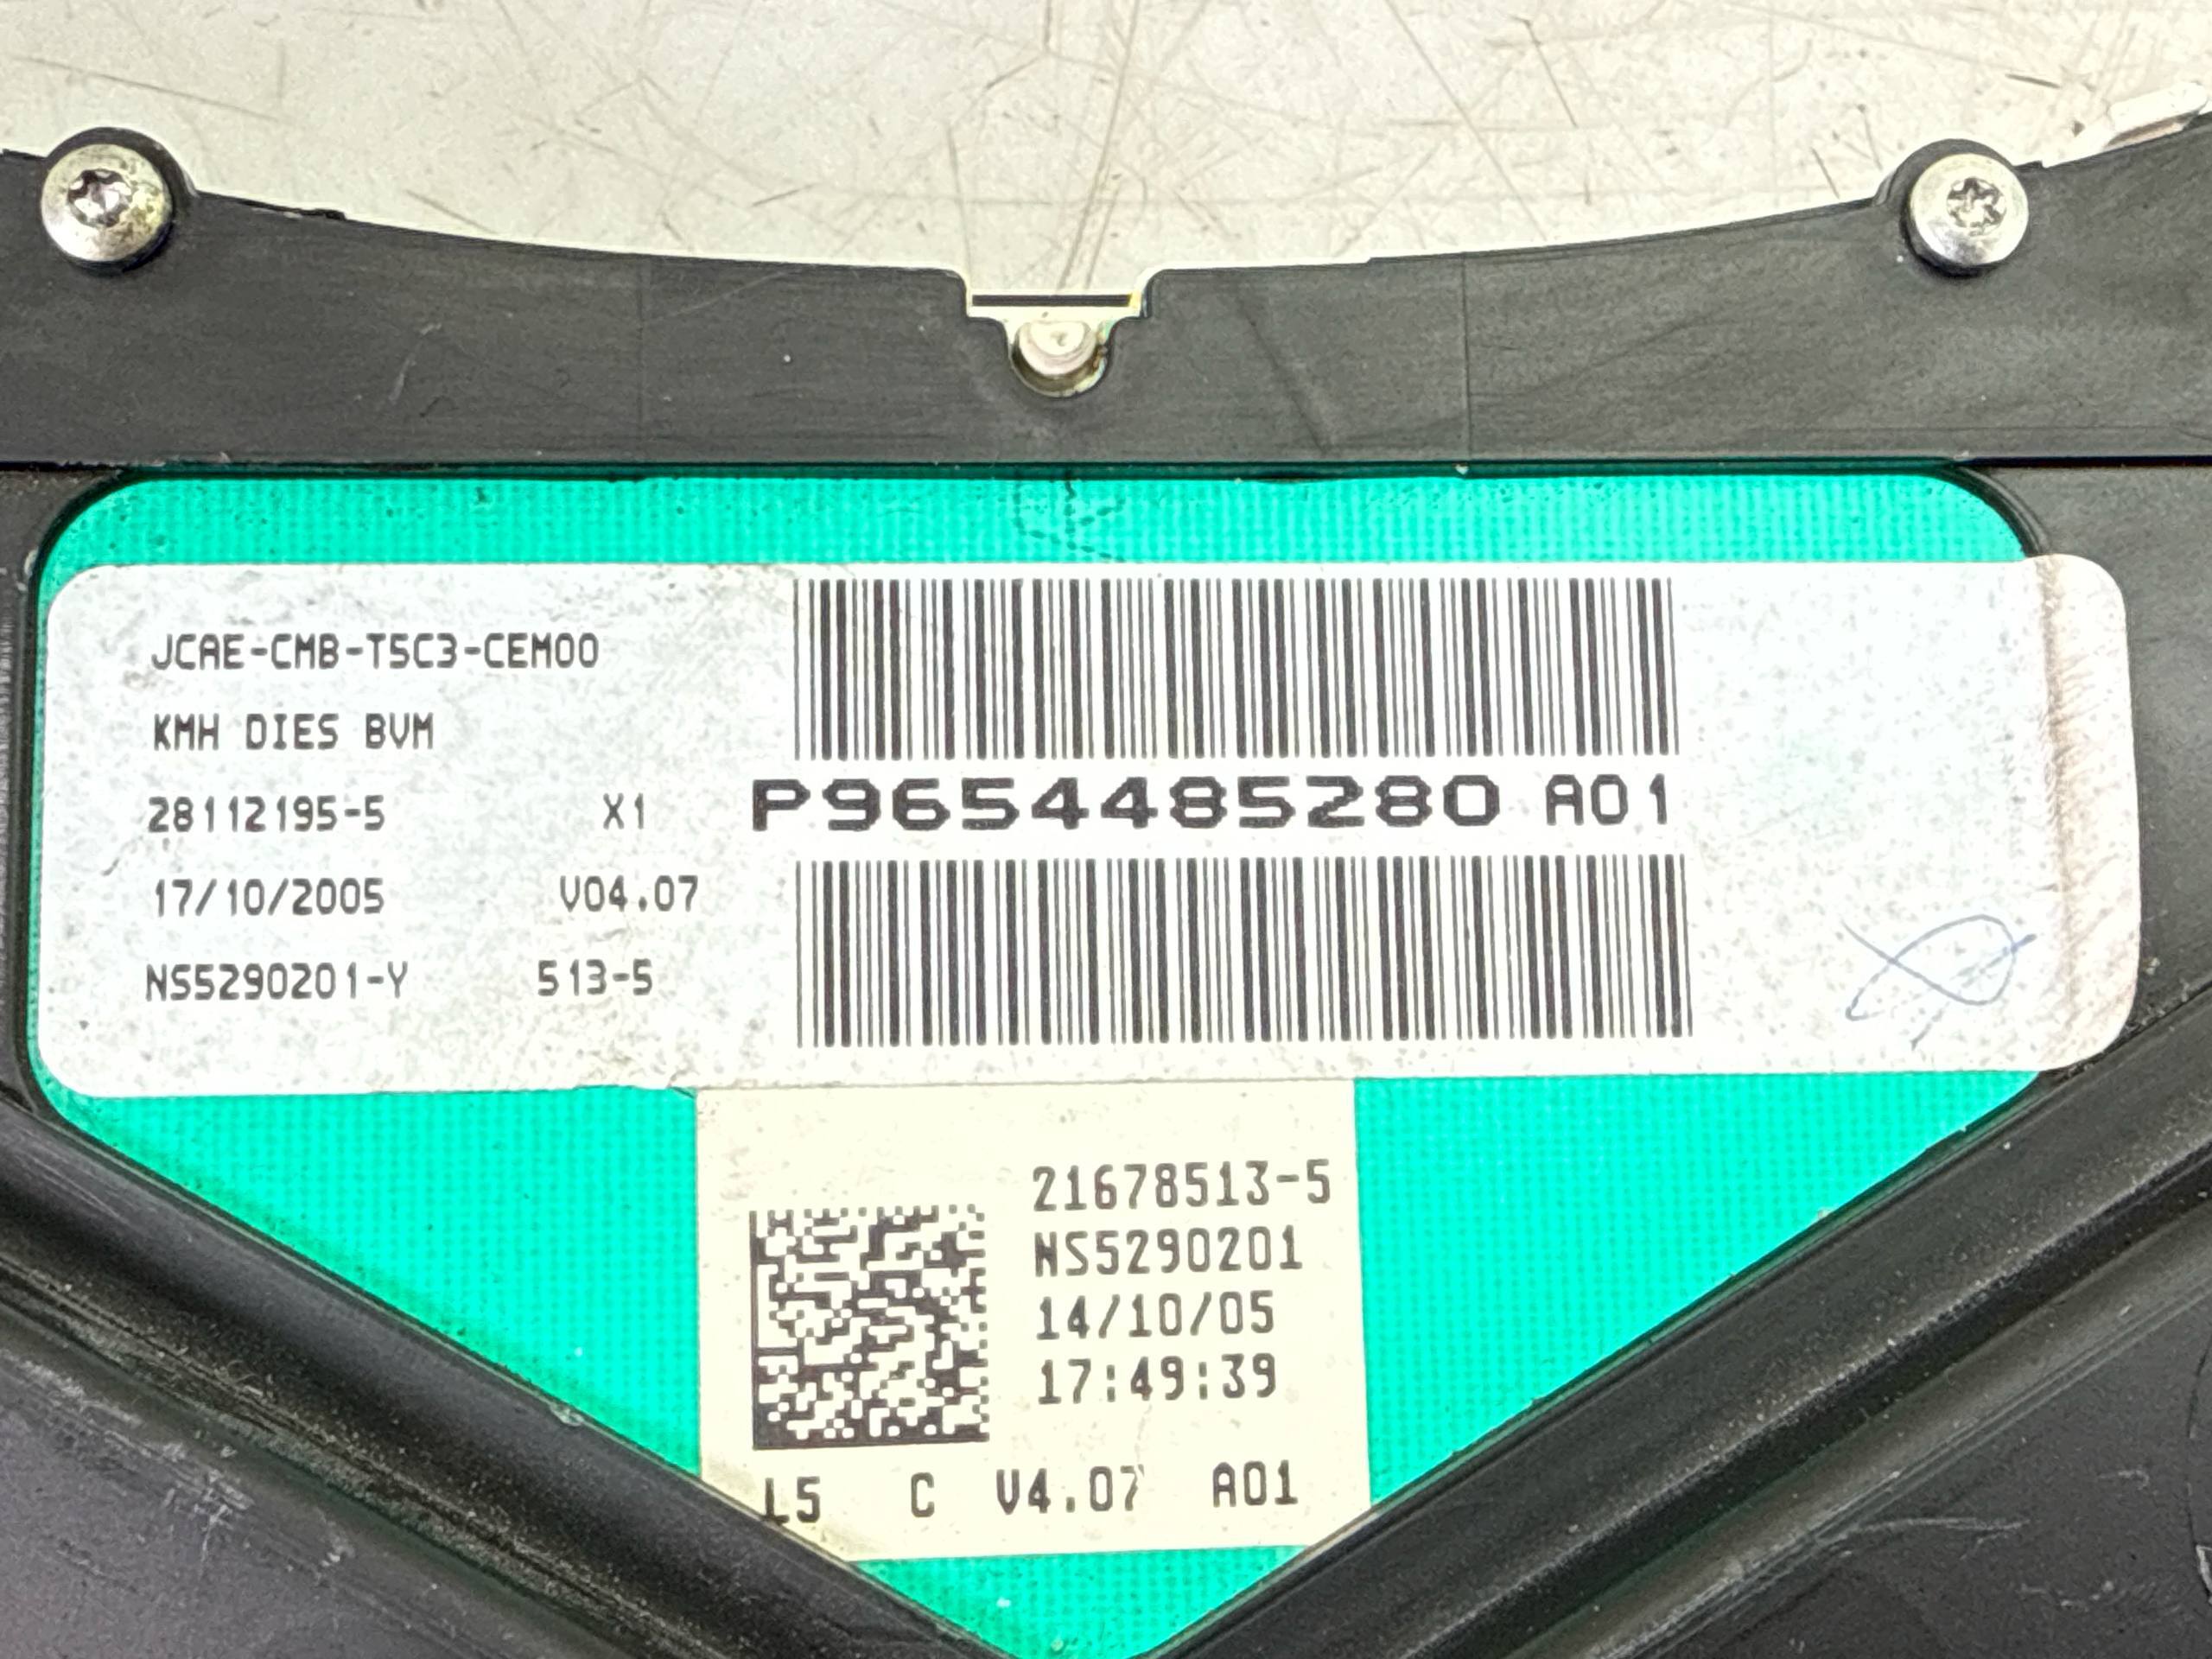 JCAE-CMB-T5C3-CEM00
KMH DIES BVM
28112195-5 X1
P9654485280 A01
17/10/2005 V04.07
NS5290201-Y 513-5
21678513-5
NS5290201
14/10/05
17:49:39
L5 C V4.07 A01